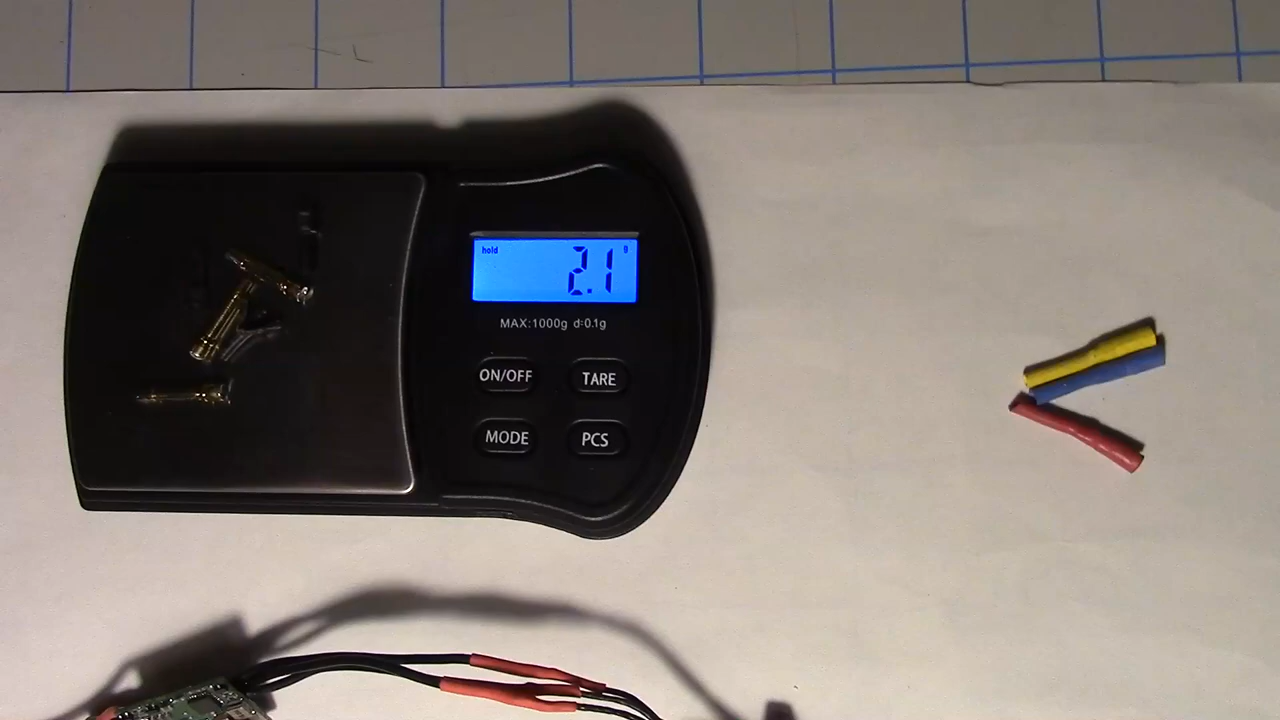 hold 2.1 g
MAX:1000g d:0.1g
ON/OFF TARE
MODE PCS